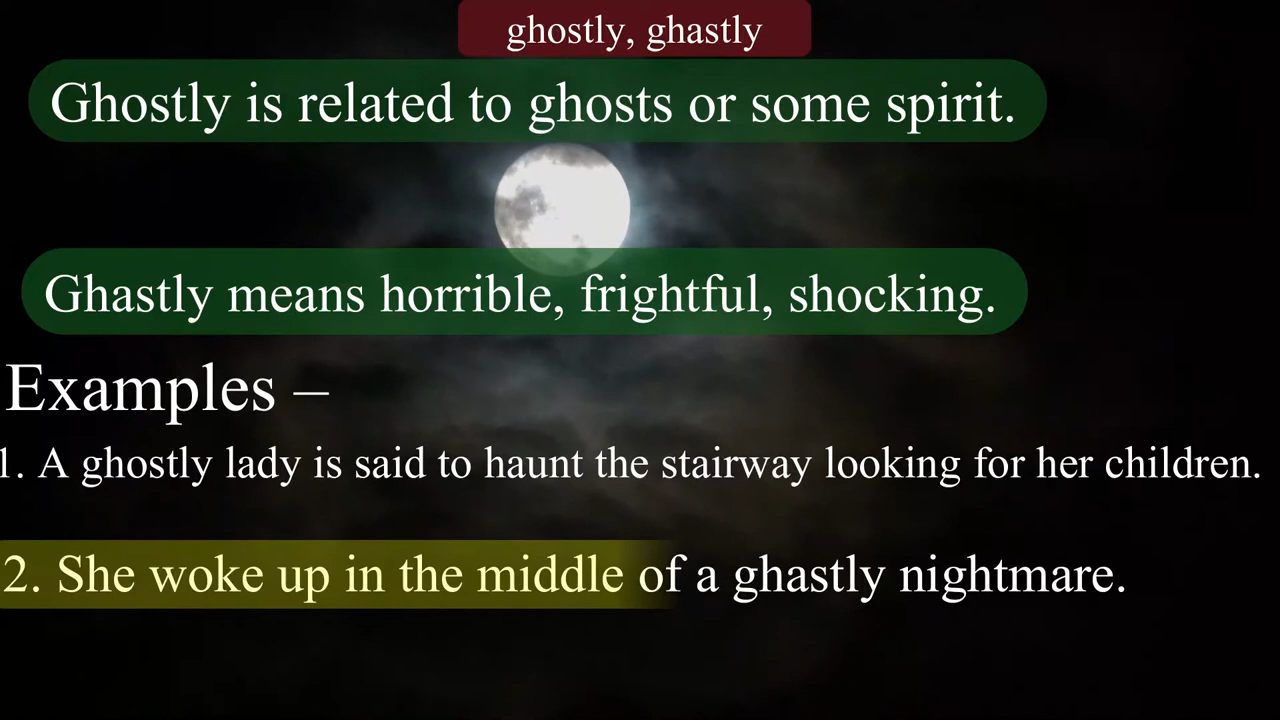 ghostly, ghastly
Ghostly is related to ghosts or some spirit.
Ghastly means horrible, frightful, shocking.
Examples –
1. A ghostly lady is said to haunt the stairway looking for her children.
2. She woke up in the middle of a ghastly nightmare.